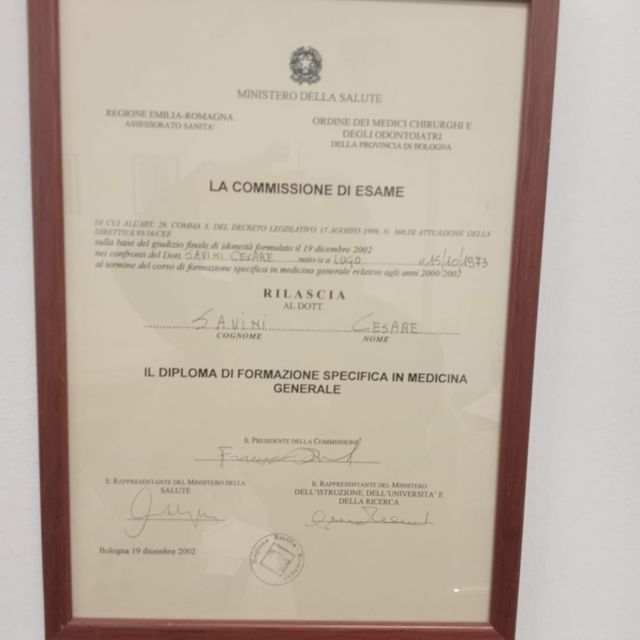 MINISTERO DELLA SALUTE
REGIONE EMILIA-ROMAGNA
ASSESSORATO SANITA'
ORDINE DEI MEDICI CHIRURGHI E
DEGLI ODONTOIATRI
DELLA PROVINCIA DI BOLOGNA
LA COMMISSIONE DI ESAME
DI CUI ALL'ART. 29, COMMA 3, DEL DECRETO LEGISLATIVO 17 AGOSTO 1999, N. 368,DI ATTUAZIONE DELLA
DIRETTIVA 93/16/CEE
sulla base del giudizio finale di idoneità formulato il 19 dicembre 2002
nei confronti del Dott. SAVINI CESARE nato/a a LUGO il 15/10/1973
al termine del corso di formazione specifica in medicina generale relativo agli anni 2000/2002
RILASCIA
AL DOTT.
SAVINI CESARE
COGNOME NOME
IL DIPLOMA DI FORMAZIONE SPECIFICA IN MEDICINA
GENERALE
IL PRESIDENTE DELLA COMMISSIONE
IL RAPPRESENTANTE DEL MINISTERO DELLA
SALUTE
IL RAPPRESENTANTE DEL MINISTERO
DELL'ISTRUZIONE, DELL'UNIVERSITA' E
DELLA RICERCA
Bologna 19 dicembre 2002
Regione Emilia-Romagna